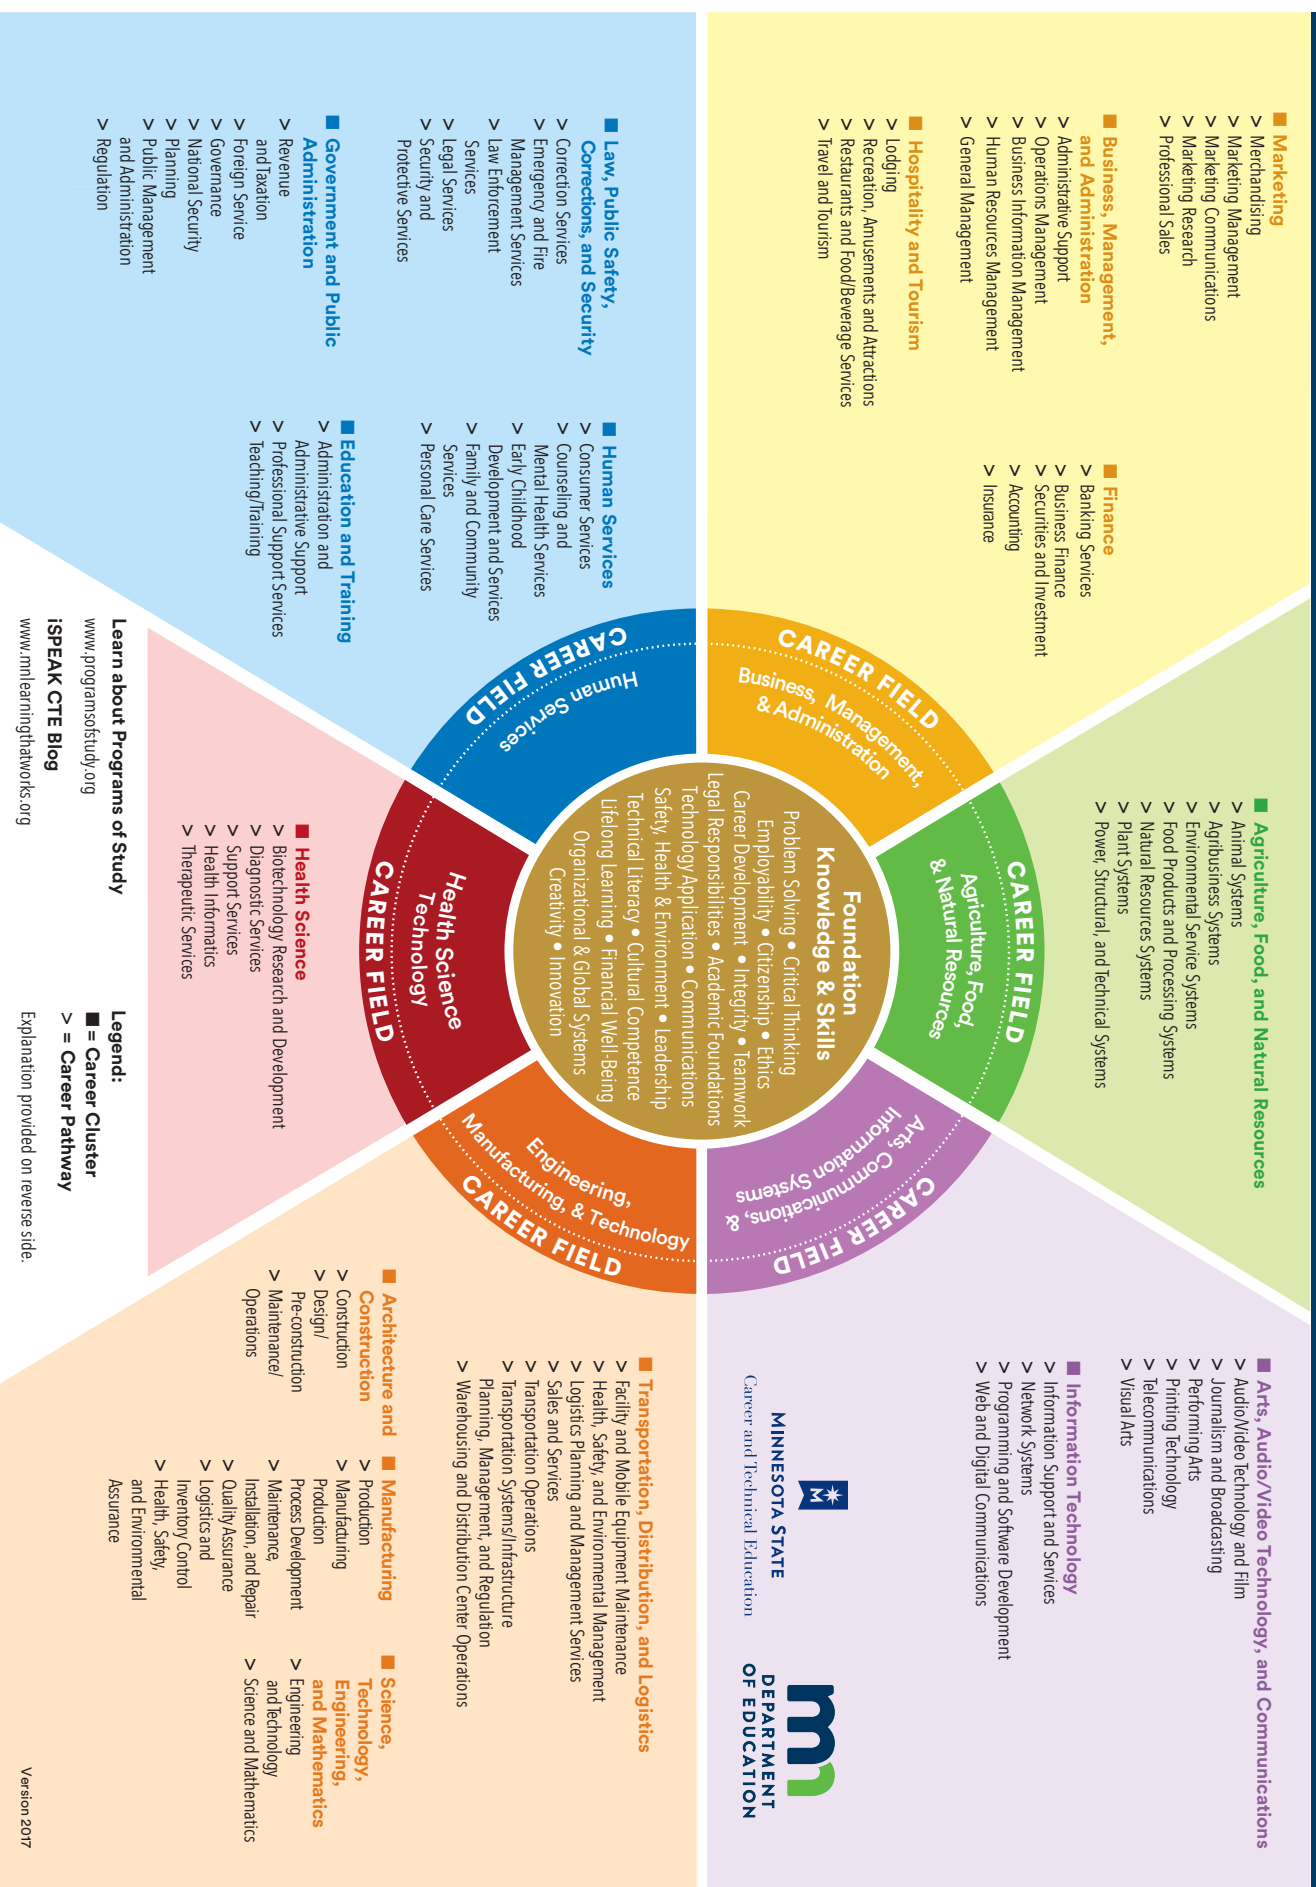 ■ Marketing
> Merchandising
> Marketing Management
> Marketing Communications
> Marketing Research
> Professional Sales
■ Business, Management,
and Administration
> Administrative Support
> Operations Management
> Business Information Management
> Human Resources Management
> General Management
■ Finance
> Banking Services
> Business Finance
> Securities and Investment
> Accounting
> Insurance
■ Hospitality and Tourism
> Lodging
> Recreation, Amusements and Attractions
> Restaurants and Food/Beverage Services
> Travel and Tourism
■ Agriculture, Food, and Natural Resources
> Animal Systems
> Agribusiness Systems
> Environmental Service Systems
> Food Products and Processing Systems
> Natural Resources Systems
> Plant Systems
> Power, Structural, and Technical Systems
■ Arts, Audio/Video Technology, and Communications
> Audio/Video Technology and Film
> Journalism and Broadcasting
> Performing Arts
> Printing Technology
> Telecommunications
> Visual Arts
■ Information Technology
> Information Support and Services
> Network Systems
> Programming and Software Development
> Web and Digital Communications
CAREER FIELD
Business, Management,
& Administration
CAREER FIELD
Agriculture, Food,
& Natural Resources
CAREER FIELD
Arts, Communications, &
Information Systems
Foundation
Knowledge & Skills
Problem Solving • Critical Thinking
Employability • Citizenship • Ethics
Career Development • Integrity • Teamwork
Legal Responsibilities • Academic Foundations
Technology Application • Communications
Safety, Health & Environment • Leadership
Technical Literacy • Cultural Competence
Lifelong Learning • Financial Well-Being
Organizational & Global Systems
Creativity • Innovation
Human Services
CAREER FIELD
Health Science
Technology
CAREER FIELD
Engineering,
Manufacturing, & Technology
CAREER FIELD
M
MINNESOTA STATE
Career and Technical Education
mn
DEPARTMENT
OF EDUCATION
■ Law, Public Safety,
Corrections, and Security
> Correction Services
> Emergency and Fire
Management Services
> Law Enforcement
Services
> Legal Services
> Security and
Protective Services
■ Human Services
> Consumer Services
> Counseling and
Mental Health Services
> Early Childhood
Development and Services
> Family and Community
Services
> Personal Care Services
■ Government and Public
Administration
> Revenue
and Taxation
> Foreign Service
> Governance
> National Security
> Planning
> Public Management
and Administration
> Regulation
■ Education and Training
> Administration and
Administrative Support
> Professional Support Services
> Teaching/Training
■ Health Science
> Biotechnology Research and Development
> Diagnostic Services
> Support Services
> Health Informatics
> Therapeutic Services
■ Transportation, Distribution, and Logistics
> Facility and Mobile Equipment Maintenance
> Health, Safety, and Environmental Management
> Logistics Planning and Management Services
> Sales and Services
> Transportation Operations
> Transportation Systems/Infrastructure
Planning, Management, and Regulation
> Warehousing and Distribution Center Operations
■ Architecture and
Construction
> Construction
> Design/
Pre-construction
> Maintenance/
Operations
■ Manufacturing
> Production
> Manufacturing
Production
Process Development
> Maintenance,
Installation, and Repair
> Quality Assurance
> Logistics and
Inventory Control
> Health, Safety,
and Environmental
Assurance
■ Science,
Technology,
Engineering,
and Mathematics
> Engineering
and Technology
> Science and Mathematics
Learn about Programs of Study
www.programsofstudy.org
iSPEAK CTE Blog
www.mnlearningthatworks.org
Legend:
■ = Career Cluster
> = Career Pathway
Explanation provided on reverse side.
Version 2017